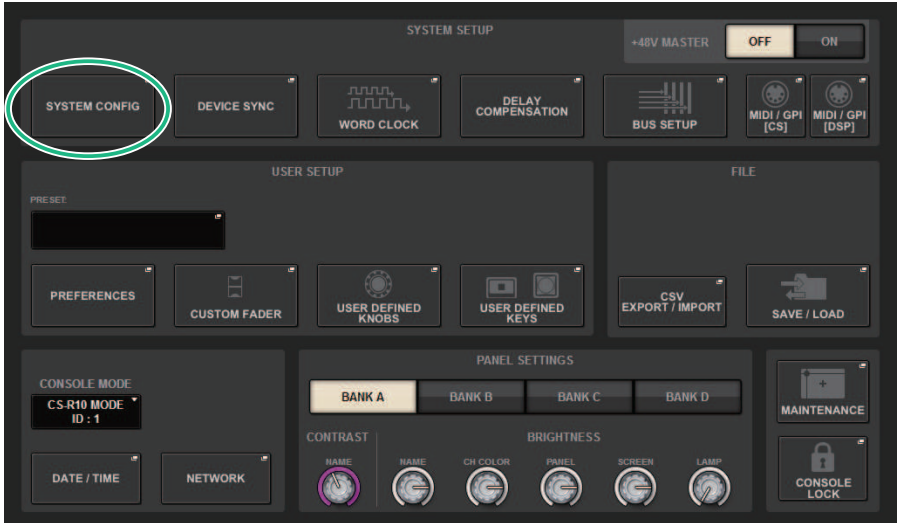 SYSTEM SETUP
+48V MASTER
OFF
ON
SYSTEM CONFIG
DEVICE SYNC
WORD CLOCK
DELAY
COMPENSATION
BUS SETUP
MIDI / GPI
[CS]
MIDI / GPI
[DSP]
USER SETUP
PRESET:
PREFERENCES
CUSTOM FADER
USER DEFINED
KNOBS
USER DEFINED
KEYS
FILE
CSV
EXPORT / IMPORT
SAVE / LOAD
CONSOLE MODE
CS-R10 MODE
ID : 1
DATE / TIME
NETWORK
PANEL SETTINGS
BANK A
BANK B
BANK C
BANK D
CONTRAST
BRIGHTNESS
NAME
NAME
CH COLOR
PANEL
SCREEN
LAMP
MAINTENANCE
CONSOLE
LOCK